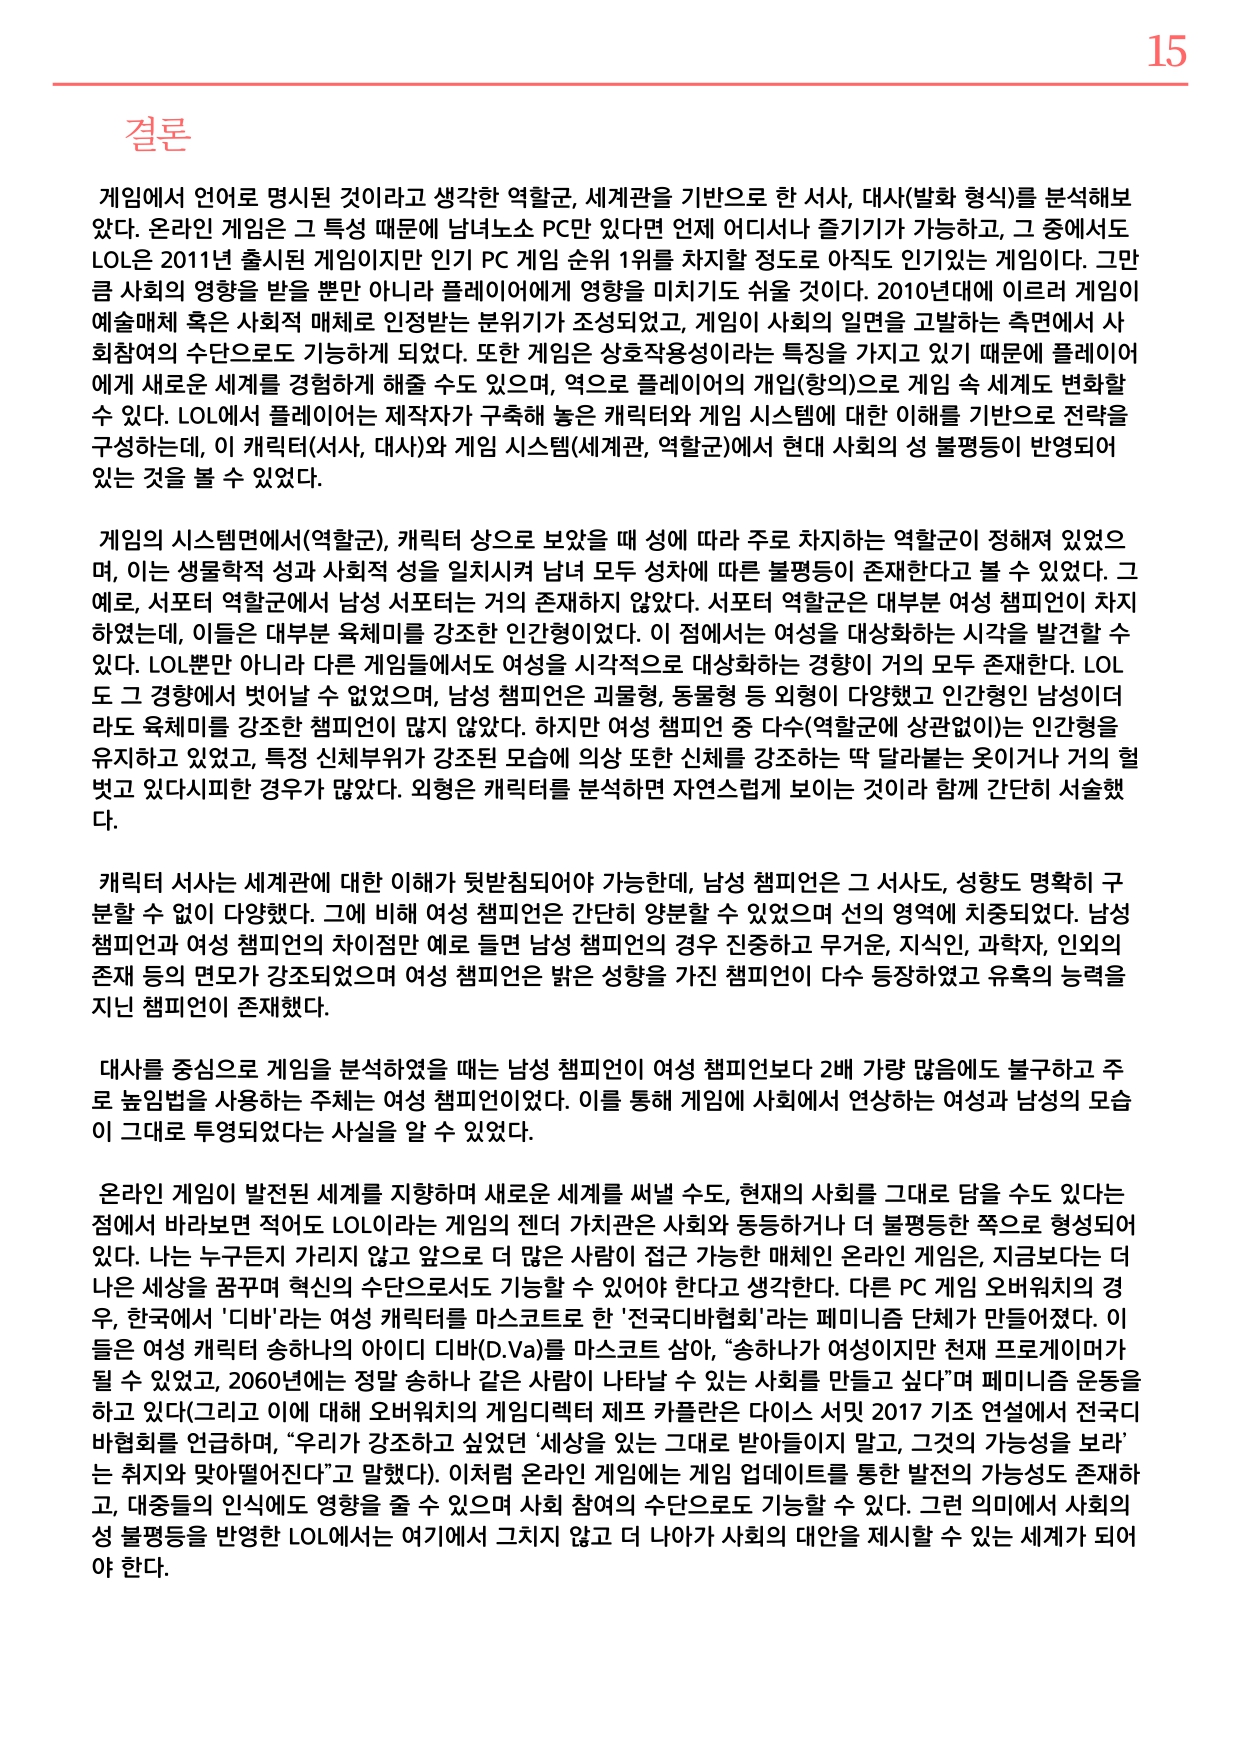 15
결론
게임에서 언어로 명시된 것이라고 생각한 역할군, 세계관을 기반으로 한 서사, 대사(발화 형식)를 분석해보
았다. 온라인 게임은 그 특성 때문에 남녀노소 PC만 있다면 언제 어디서나 즐기기가 가능하고, 그 중에서도
LOL은 2011년 출시된 게임이지만 인기 PC 게임 순위 1위를 차지할 정도로 아직도 인기있는 게임이다. 그만
큼 사회의 영향을 받을 뿐만 아니라 플레이어에게 영향을 미치기도 쉬울 것이다. 2010년대에 이르러 게임이
예술매체 혹은 사회적 매체로 인정받는 분위기가 조성되었고, 게임이 사회의 일면을 고발하는 측면에서 사
회참여의 수단으로도 기능하게 되었다. 또한 게임은 상호작용성이라는 특징을 가지고 있기 때문에 플레이어
에게 새로운 세계를 경험하게 해줄 수도 있으며, 역으로 플레이어의 개입(항의)으로 게임 속 세계도 변화할
수 있다. LOL에서 플레이어는 제작자가 구축해 놓은 캐릭터와 게임 시스템에 대한 이해를 기반으로 전략을
구성하는데, 이 캐릭터(서사, 대사)와 게임 시스템(세계관, 역할군)에서 현대 사회의 성 불평등이 반영되어
있는 것을 볼 수 있었다.
게임의 시스템면에서(역할군), 캐릭터 상으로 보았을 때 성에 따라 주로 차지하는 역할군이 정해져 있었으
며, 이는 생물학적 성과 사회적 성을 일치시켜 남녀 모두 성차에 따른 불평등이 존재한다고 볼 수 있었다. 그
예로, 서포터 역할군에서 남성 서포터는 거의 존재하지 않았다. 서포터 역할군은 대부분 여성 챔피언이 차지
하였는데, 이들은 대부분 육체미를 강조한 인간형이었다. 이 점에서는 여성을 대상화하는 시각을 발견할 수
있다. LOL뿐만 아니라 다른 게임들에서도 여성을 시각적으로 대상화하는 경향이 거의 모두 존재한다. LOL
도 그 경향에서 벗어날 수 없었으며, 남성 챔피언은 괴물형, 동물형 등 외형이 다양했고 인간형인 남성이더
라도 육체미를 강조한 챔피언이 많지 않았다. 하지만 여성 챔피언 중 다수(역할군에 상관없이)는 인간형을
유지하고 있었고, 특정 신체부위가 강조된 모습에 의상 또한 신체를 강조하는 딱 달라붙는 옷이거나 거의 헐
벗고 있다시피한 경우가 많았다. 외형은 캐릭터를 분석하면 자연스럽게 보이는 것이라 함께 간단히 서술했
다.
캐릭터 서사는 세계관에 대한 이해가 뒷받침되어야 가능한데, 남성 챔피언은 그 서사도, 성향도 명확히 구
분할 수 없이 다양했다. 그에 비해 여성 챔피언은 간단히 양분할 수 있었으며 선의 영역에 치중되었다. 남성
챔피언과 여성 챔피언의 차이점만 예로 들면 남성 챔피언의 경우 진중하고 무거운, 지식인, 과학자, 인외의
존재 등의 면모가 강조되었으며 여성 챔피언은 밝은 성향을 가진 챔피언이 다수 등장하였고 유혹의 능력을
지닌 챔피언이 존재했다.
대사를 중심으로 게임을 분석하였을 때는 남성 챔피언이 여성 챔피언보다 2배 가량 많음에도 불구하고 주
로 높임법을 사용하는 주체는 여성 챔피언이었다. 이를 통해 게임에 사회에서 연상하는 여성과 남성의 모습
이 그대로 투영되었다는 사실을 알 수 있었다.
온라인 게임이 발전된 세계를 지향하며 새로운 세계를 써낼 수도, 현재의 사회를 그대로 담을 수도 있다는
점에서 바라보면 적어도 LOL이라는 게임의 젠더 가치관은 사회와 동등하거나 더 불평등한 쪽으로 형성되어
있다. 나는 누구든지 가리지 않고 앞으로 더 많은 사람이 접근 가능한 매체인 온라인 게임은, 지금보다는 더
나은 세상을 꿈꾸며 혁신의 수단으로서도 기능할 수 있어야 한다고 생각한다. 다른 PC 게임 오버워치의 경
우, 한국에서 '디바'라는 여성 캐릭터를 마스코트로 한 '전국디바협회'라는 페미니즘 단체가 만들어졌다. 이
들은 여성 캐릭터 송하나의 아이디 디바(D.Va)를 마스코트 삼아, “송하나가 여성이지만 천재 프로게이머가
될 수 있었고, 2060년에는 정말 송하나 같은 사람이 나타날 수 있는 사회를 만들고 싶다”며 페미니즘 운동을
하고 있다(그리고 이에 대해 오버워치의 게임디렉터 제프 카플란은 다이스 서밋 2017 기조 연설에서 전국디
바협회를 언급하며, “우리가 강조하고 싶었던 ‘세상을 있는 그대로 받아들이지 말고, 그것의 가능성을 보라’
는 취지와 맞아떨어진다”고 말했다). 이처럼 온라인 게임에는 게임 업데이트를 통한 발전의 가능성도 존재하
고, 대중들의 인식에도 영향을 줄 수 있으며 사회 참여의 수단으로도 기능할 수 있다. 그런 의미에서 사회의
성 불평등을 반영한 LOL에서는 여기에서 그치지 않고 더 나아가 사회의 대안을 제시할 수 있는 세계가 되어
야 한다.